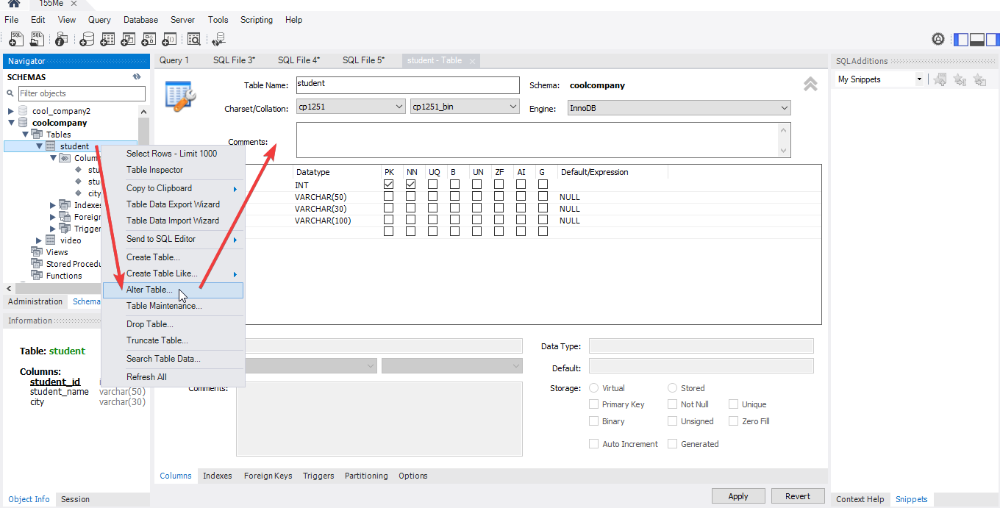 155Me
File Edit View Query Database Server Tools Scripting Help
Navigator
SCHEMAS
Filter objects
cool_company2
coolcompany
Tables
student
Colum
stu
stu
city
Indexes
Foreign
Trigger
video
Views
Stored Procedu
Functions
Administration Schema
Information
Table: student
Columns:
student_id
student_name varchar(50)
city varchar(30)
Object Info Session
Select Rows - Limit 1000
Table Inspector
Copy to Clipboard
Table Data Export Wizard
Table Data Import Wizard
Send to SQL Editor
Create Table...
Create Table Like...
Alter Table...
Table Maintenance...
Drop Table...
Truncate Table...
Search Table Data...
Refresh All
Query 1 SQL File 3* SQL File 4* SQL File 5* student - Table
Table Name: student Schema: coolcompany
Charset/Collation: cp1251 cp1251_bin Engine: InnoDB
Comments:
Datatype PK NN UQ B UN ZF AI G Default/Expression
INT
VARCHAR(50) NULL
VARCHAR(30) NULL
VARCHAR(100) NULL
Data Type:
Default:
Comments: Storage: Virtual Stored
Primary Key Not Null Unique
Binary Unsigned Zero Fill
Auto Increment Generated
Columns Indexes Foreign Keys Triggers Partitioning Options
Apply Revert
SQLAdditions
My Snippets
Context Help Snippets